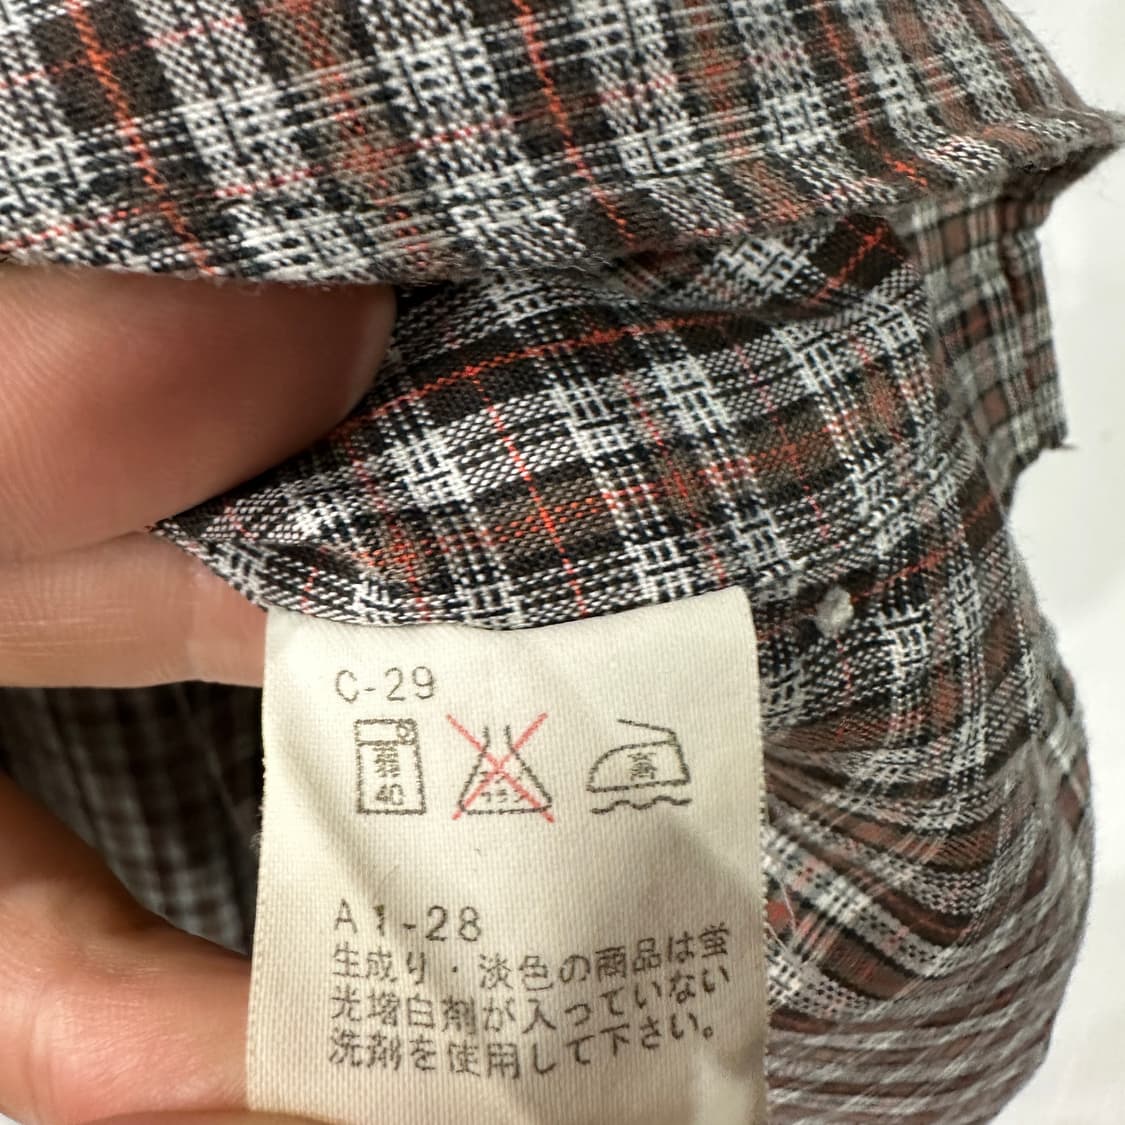 C-29
40
高
A1-28
生成り・淡色の商品は蛍
光増白剤が入っていない
洗剤を使用して下さい。